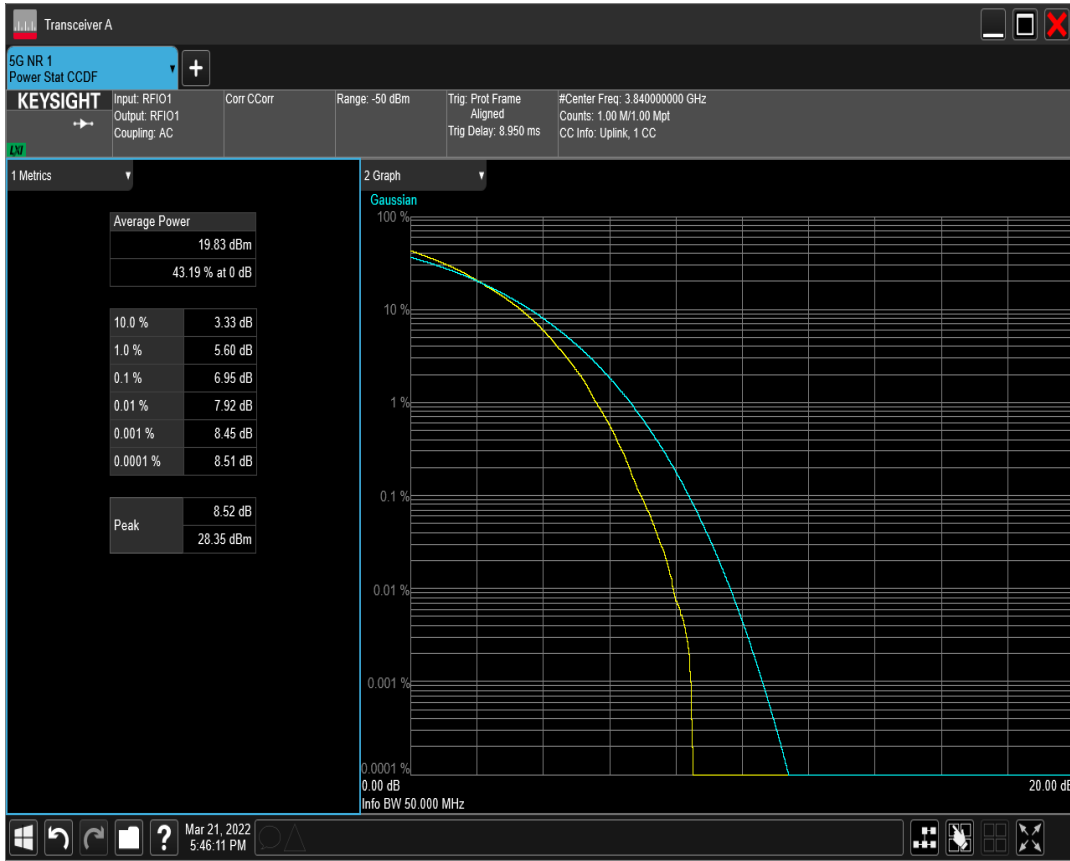 Transceiver A
5G NR 1
Power Stat CCDF
+
KEYSIGHT
LXI
Input: RFIO1
Output: RFIO1
Coupling: AC
Corr CCorr
Range: -50 dBm
Trig: Prot Frame
Aligned
Trig Delay: 8.950 ms
#Center Freq: 3.840000000 GHz
Counts: 1.00 M/1.00 Mpt
CC Info: Uplink, 1 CC
1 Metrics
Average Power
19.83 dBm
43.19 % at 0 dB
10.0 % 3.33 dB
1.0 % 5.60 dB
0.1 % 6.95 dB
0.01 % 7.92 dB
0.001 % 8.45 dB
0.0001 % 8.51 dB
Peak
8.52 dB
28.35 dBm
2 Graph
Gaussian
100 %
10 %
1 %
0.1 %
0.01 %
0.001 %
0.0001 %
0.00 dB 20.00 dB
Info BW 50.000 MHz
?
Mar 21, 2022
5:46:11 PM